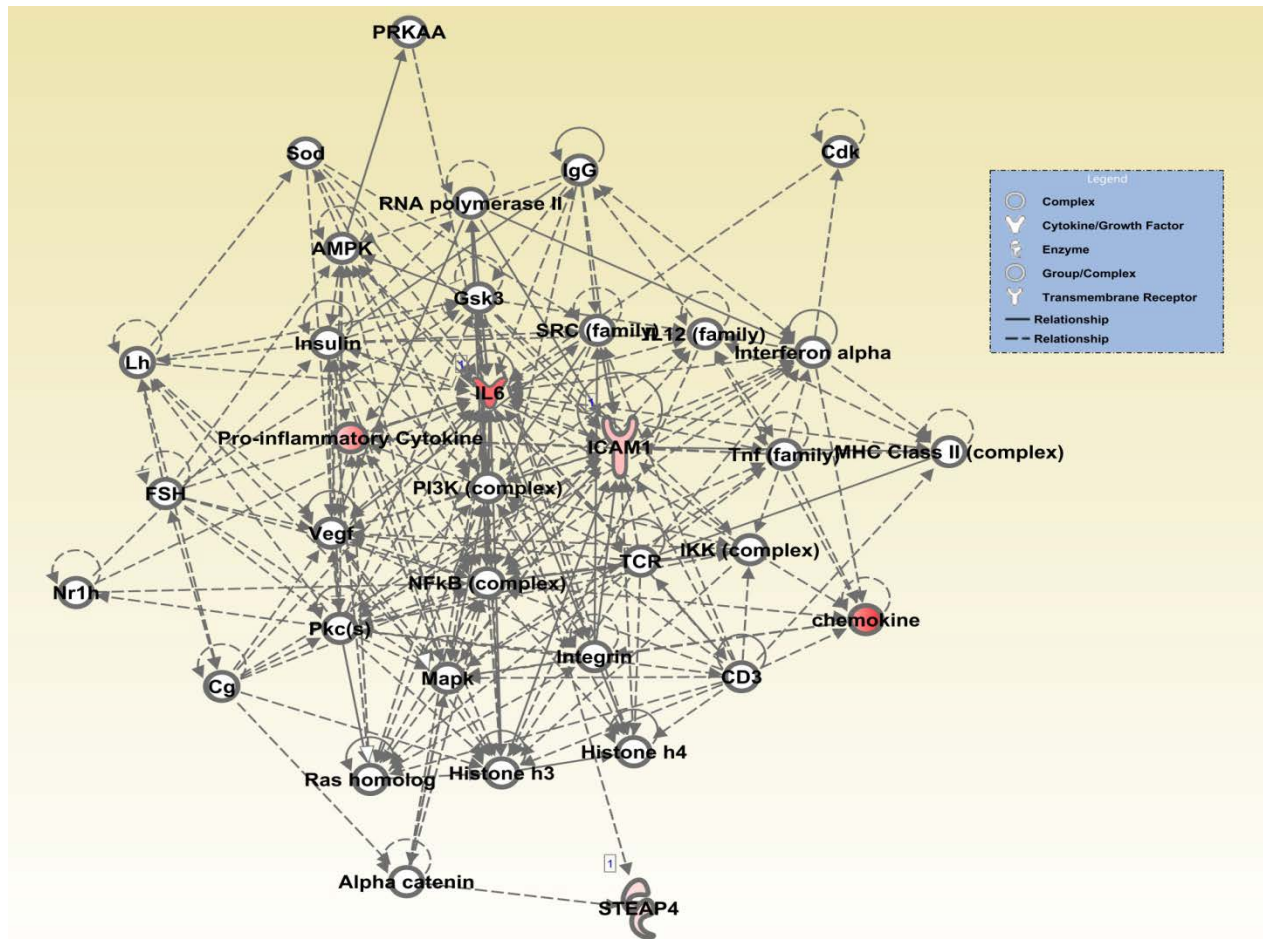 PRKAA
Sod
IgG
Cdk
RNA polymerase II
AMPK
Gsk3
SRC (family)
IL12 (family)
Interferon alpha
Insulin
Lh
1
IL6
1
Pro-inflammatory Cytokine
ICAM1
Tnf (family)
MHC Class II (complex)
FSH
PI3K (complex)
Vegf
IKK (complex)
TCR
NFkB (complex)
Nr1h
chemokine
Pkc(s)
Integrin
Mapk
CD3
Cg
Histone h4
Ras homolog
Histone h3
1
Alpha catenin
STEAP4
Legend
Complex
Cytokine/Growth Factor
Enzyme
Group/Complex
Transmembrane Receptor
Relationship
Relationship